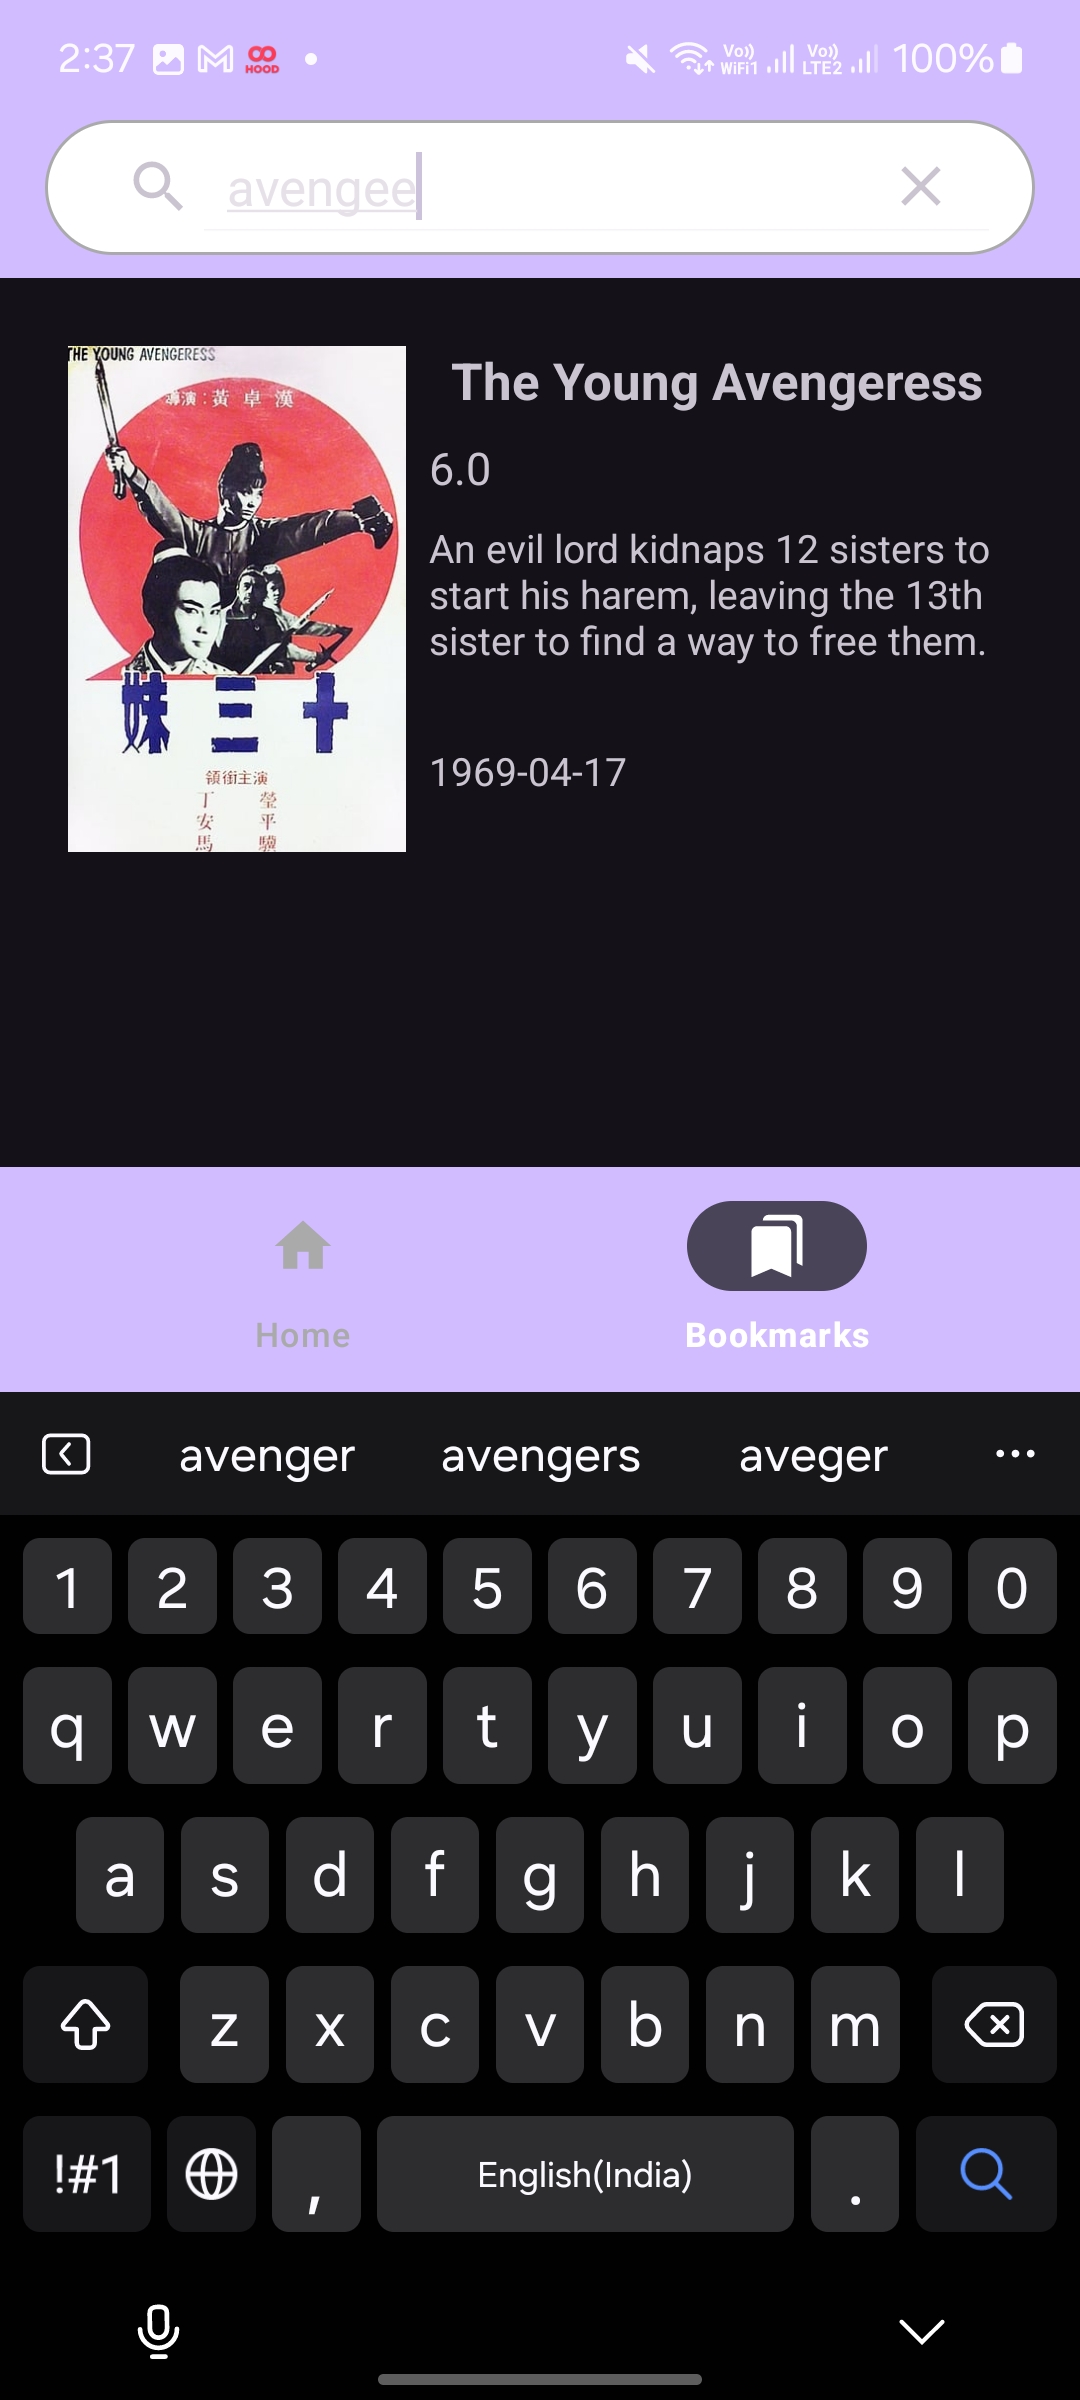 2:37
HOOD
Vo))
WiFi1
Vo))
LTE2
100%
avengee
THE YOUNG AVENGERESS
導演：黃卓漢
妹三十
領銜主演
丁 瑩
安 平
馬 驥
The Young Avengeress
6.0
An evil lord kidnaps 12 sisters to
start his harem, leaving the 13th
sister to find a way to free them.
1969-04-17
Home
Bookmarks
avenger avengers aveger ...
1 2 3 4 5 6 7 8 9 0
q w e r t y u i o p
a s d f g h j k l
z x c v b n m
!#1 , English(India) .